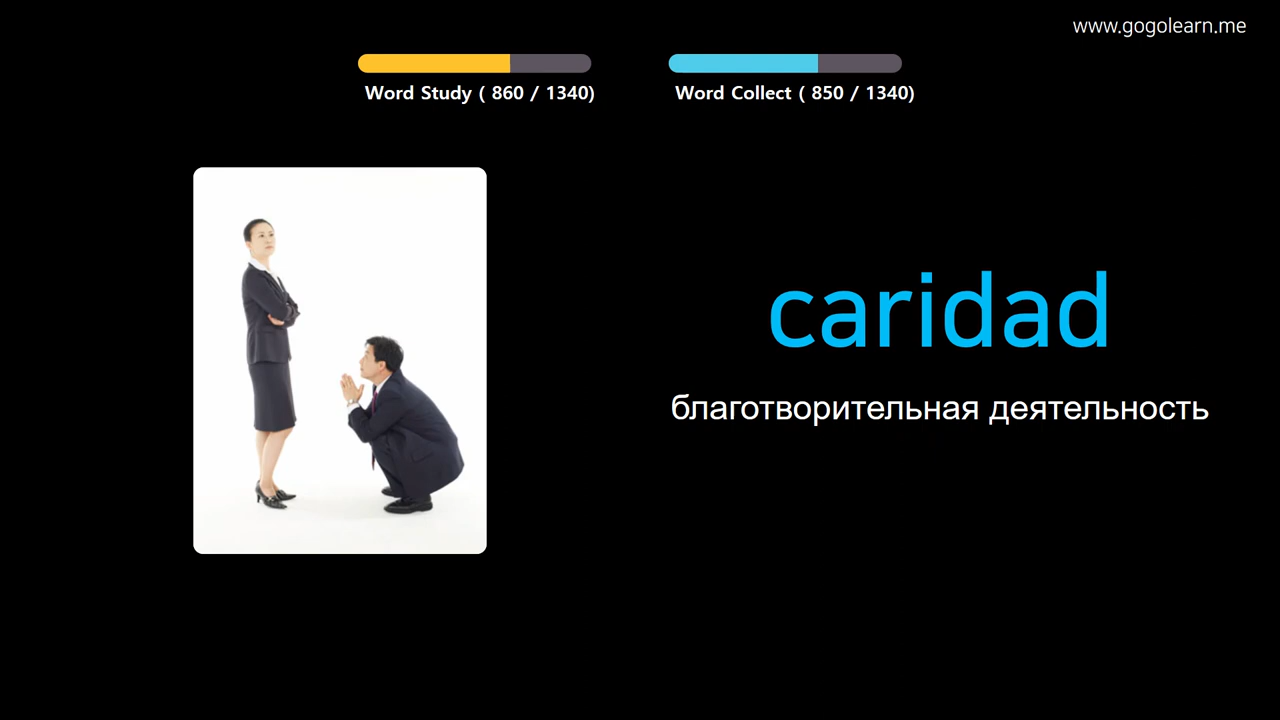 www.gogolearn.me
Word Study ( 860 / 1340)
Word Collect ( 850 / 1340)
caridad
благотворительная деятельность